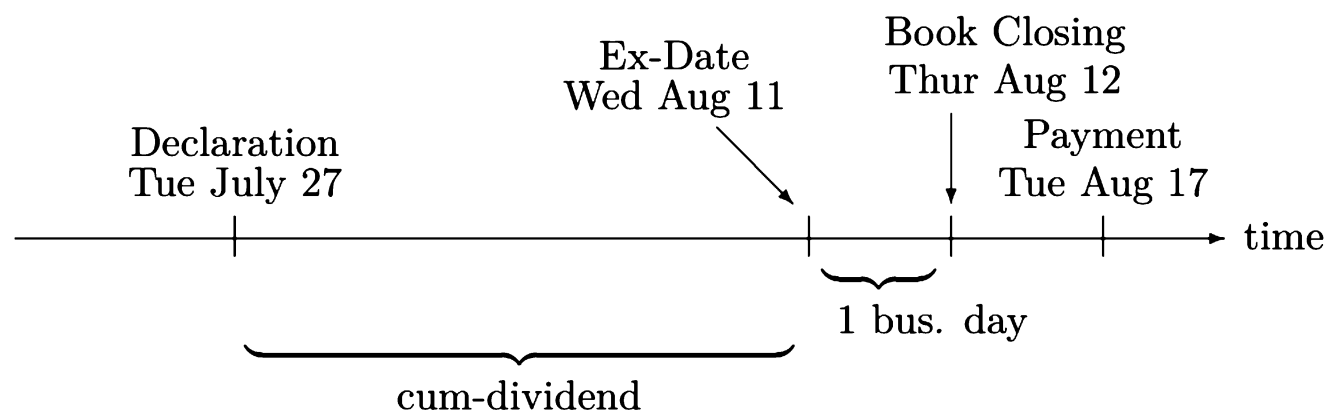 Book Closing
Thur Aug 12
Ex-Date
Wed Aug 11
Declaration
Tue July 27
Payment
Tue Aug 17
time
1 bus. day
cum-dividend